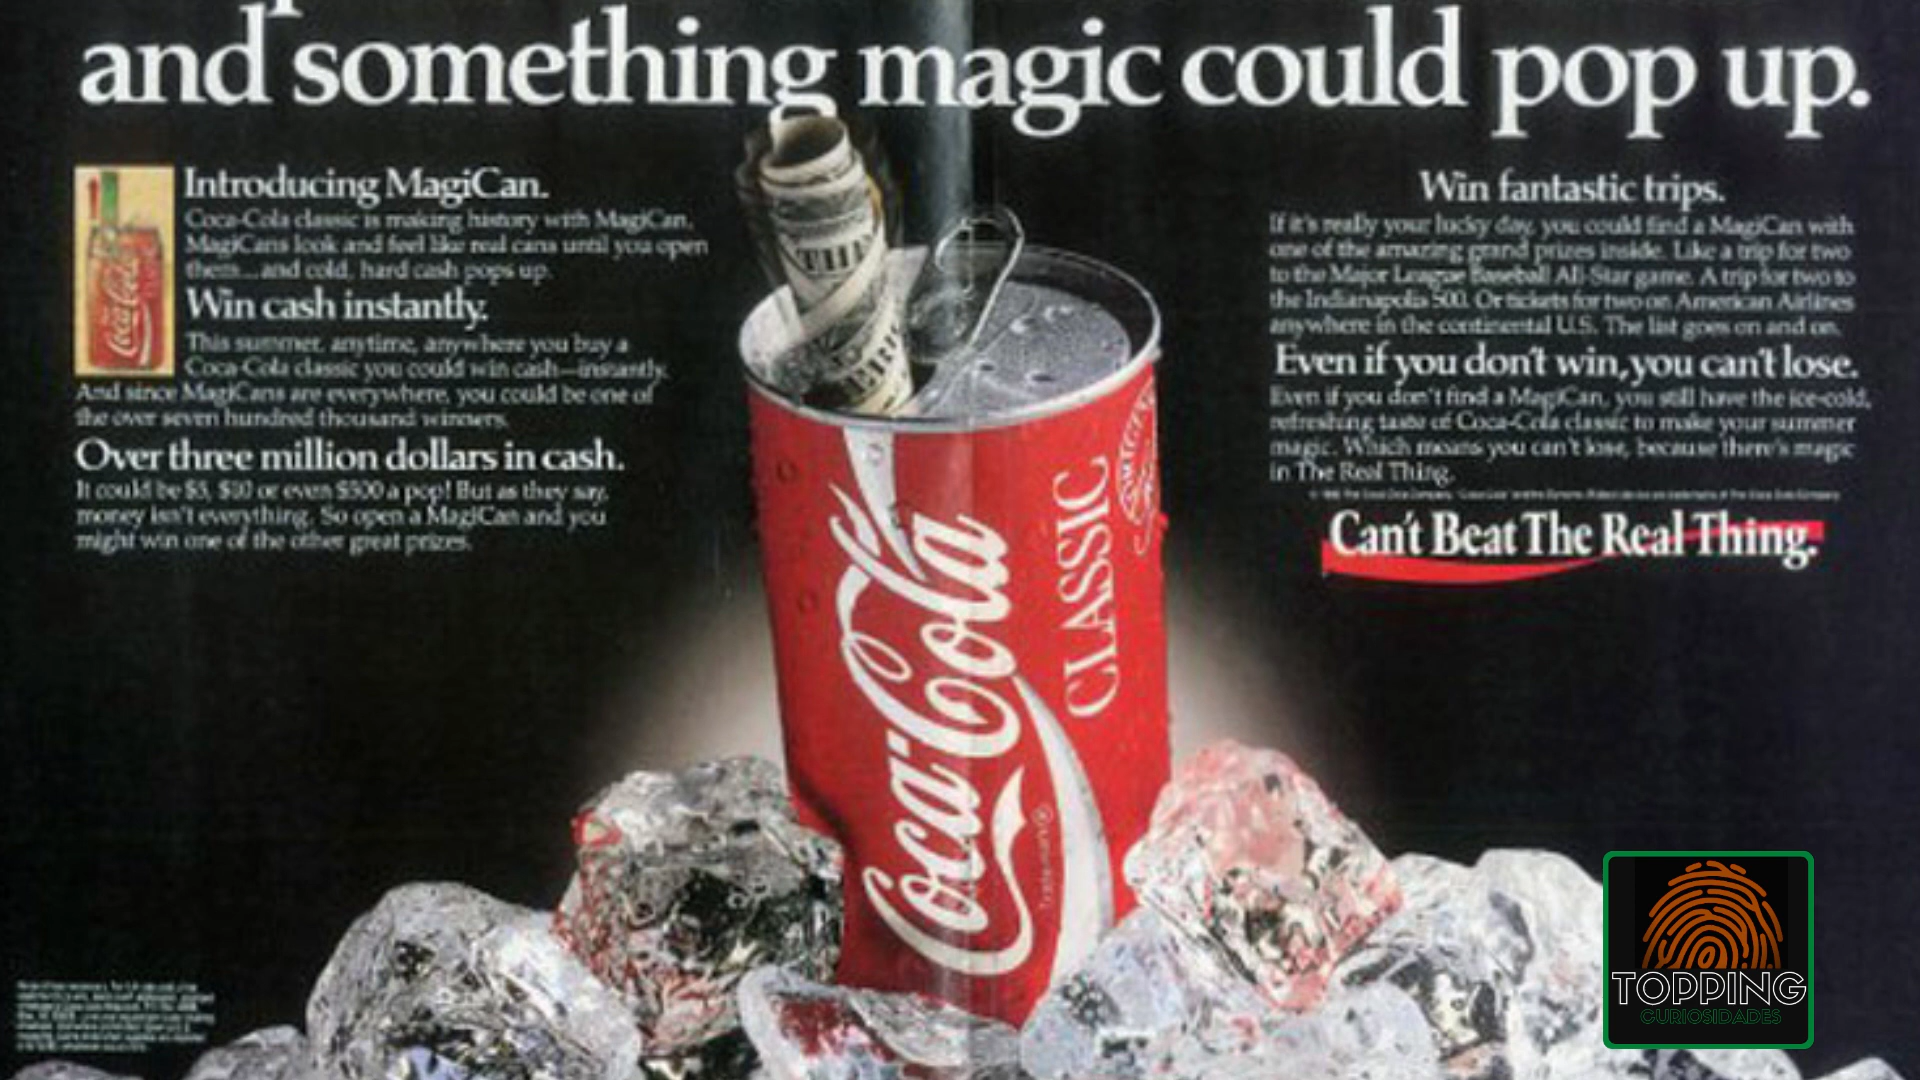 and something magic could pop up.
Introducing MagiCan.
Coca-Cola classic is making history with MagiCan.
MagiCans look and feel like real cans until you open
them...and cold, hard cash pops up.
Win cash instantly.
This summer, anytime, anywhere you buy a
Coca-Cola classic you could win cash—instantly.
And since MagiCans are everywhere, you could be one of
the over seven hundred thousand winners.
Over three million dollars in cash.
It could be $5, $10 or even $500 a pop! But as they say,
money isn't everything. So open a MagiCan and you
might win one of the other great prizes.
Win fantastic trips.
If it's really your lucky day, you could find a MagiCan with
one of the amazing grand prizes inside. Like a trip for two
to the Major League Baseball All-Star game. A trip for two to
the Indianapolis 500. Or tickets for two on American Airlines
anywhere in the continental U.S. The list goes on and on.
Even if you don't win, you can't lose.
Even if you don't find a MagiCan, you still have the ice-cold,
refreshing taste of Coca-Cola classic to make your summer
magic. Which means you can't lose, because there's magic
in The Real Thing.
Can't Beat The Real Thing.
Coca-Cola
Coca-Cola
CLASSIC
Trade-mark®
TOPPING
CURIOSIDADES